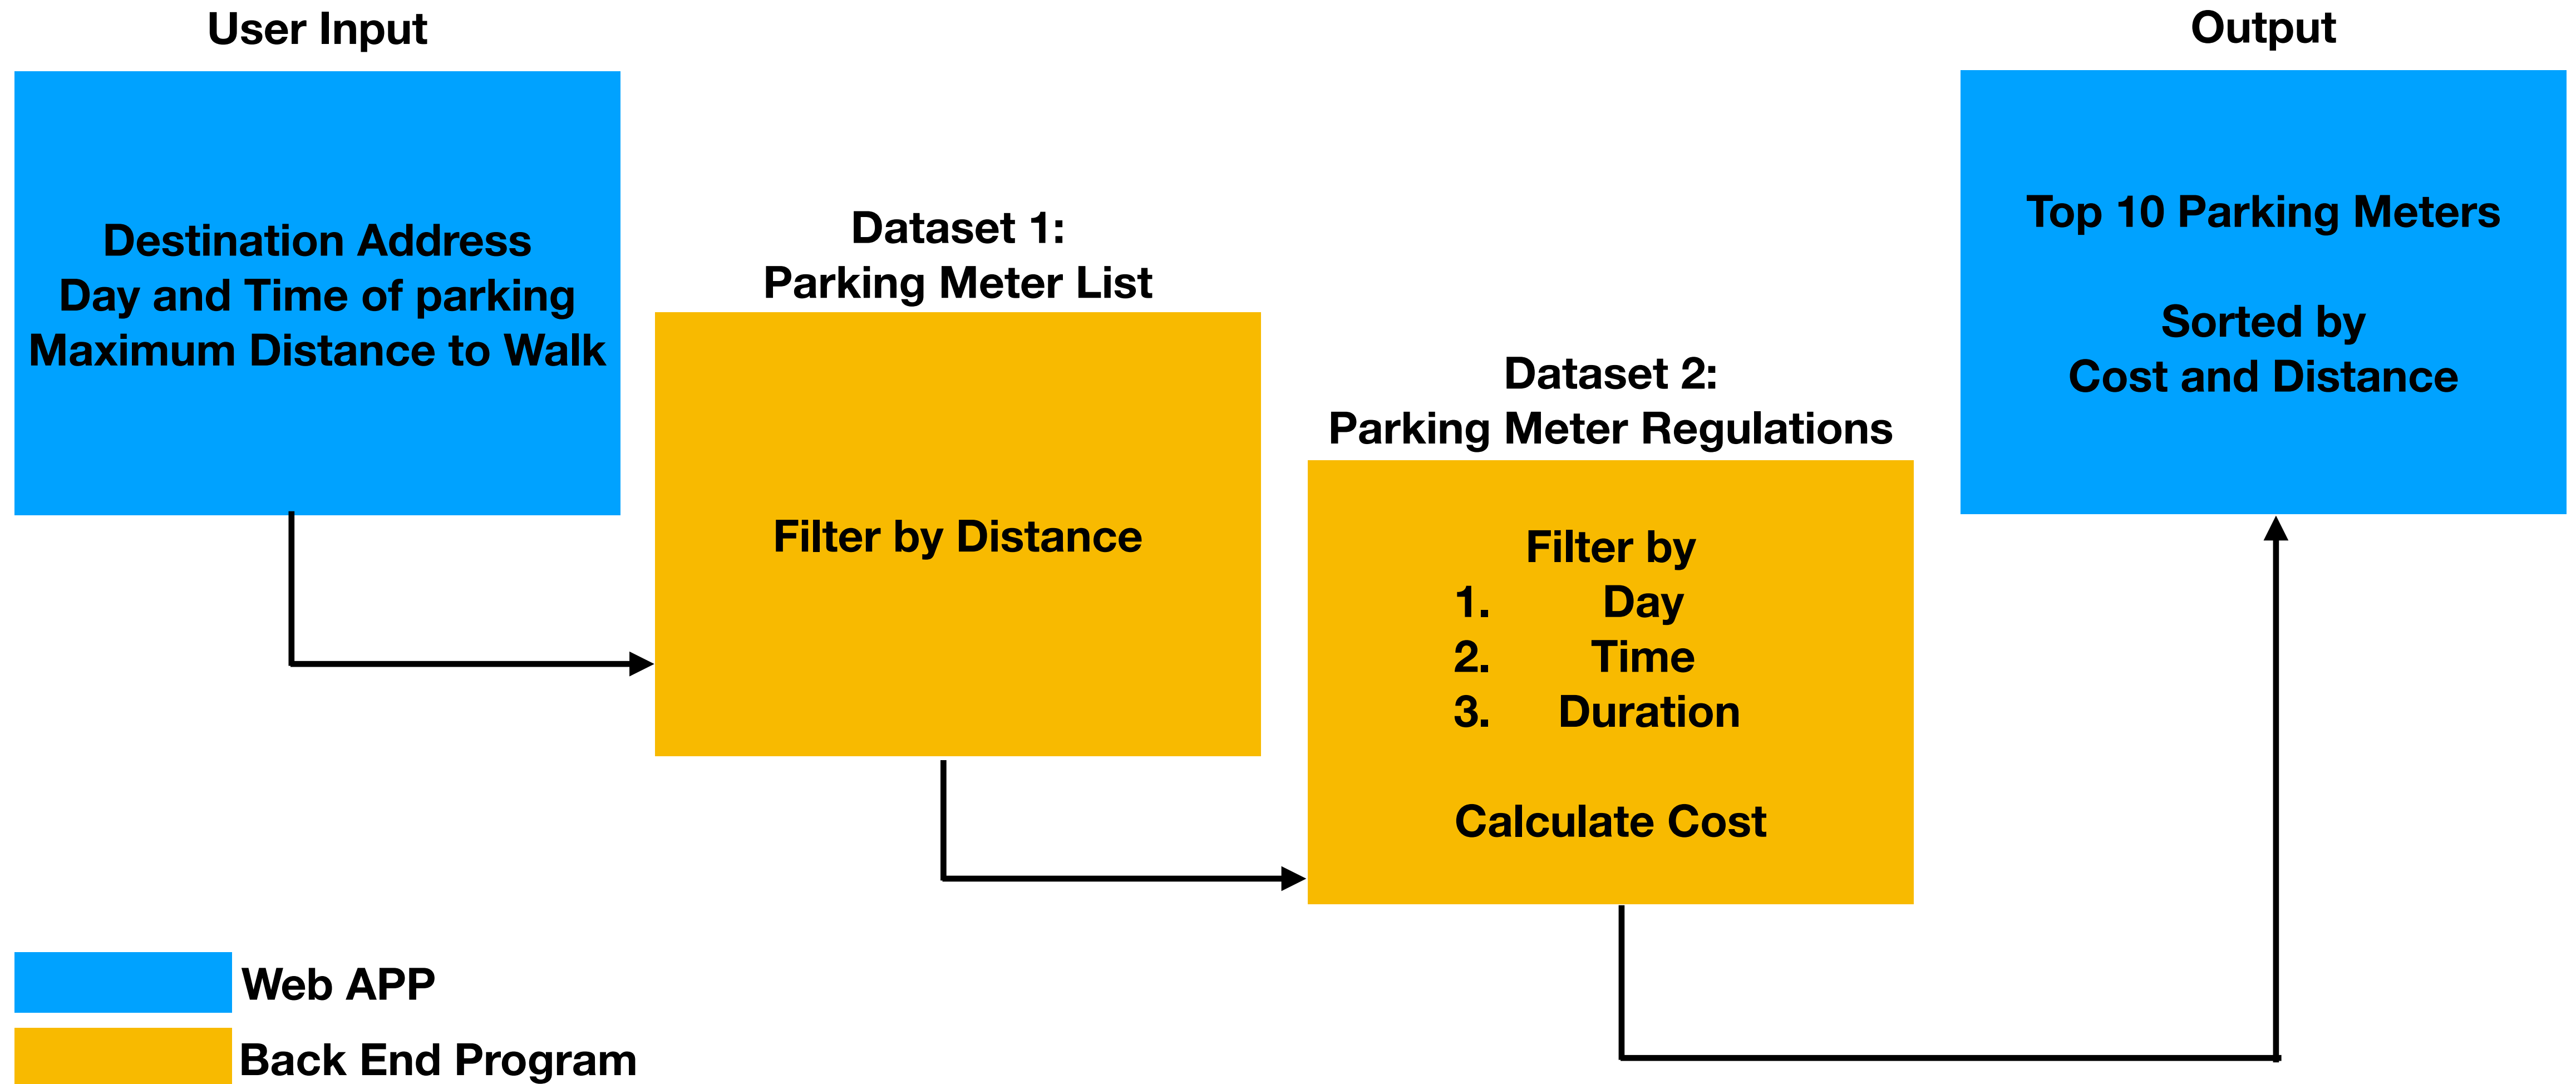 User Input
Destination Address
Day and Time of parking
Maximum Distance to Walk
Dataset 1:
Parking Meter List
Filter by Distance
Dataset 2:
Parking Meter Regulations
Filter by
1. Day
2. Time
3. Duration
Calculate Cost
Output
Top 10 Parking Meters
Sorted by
Cost and Distance
Web APP
Back End Program